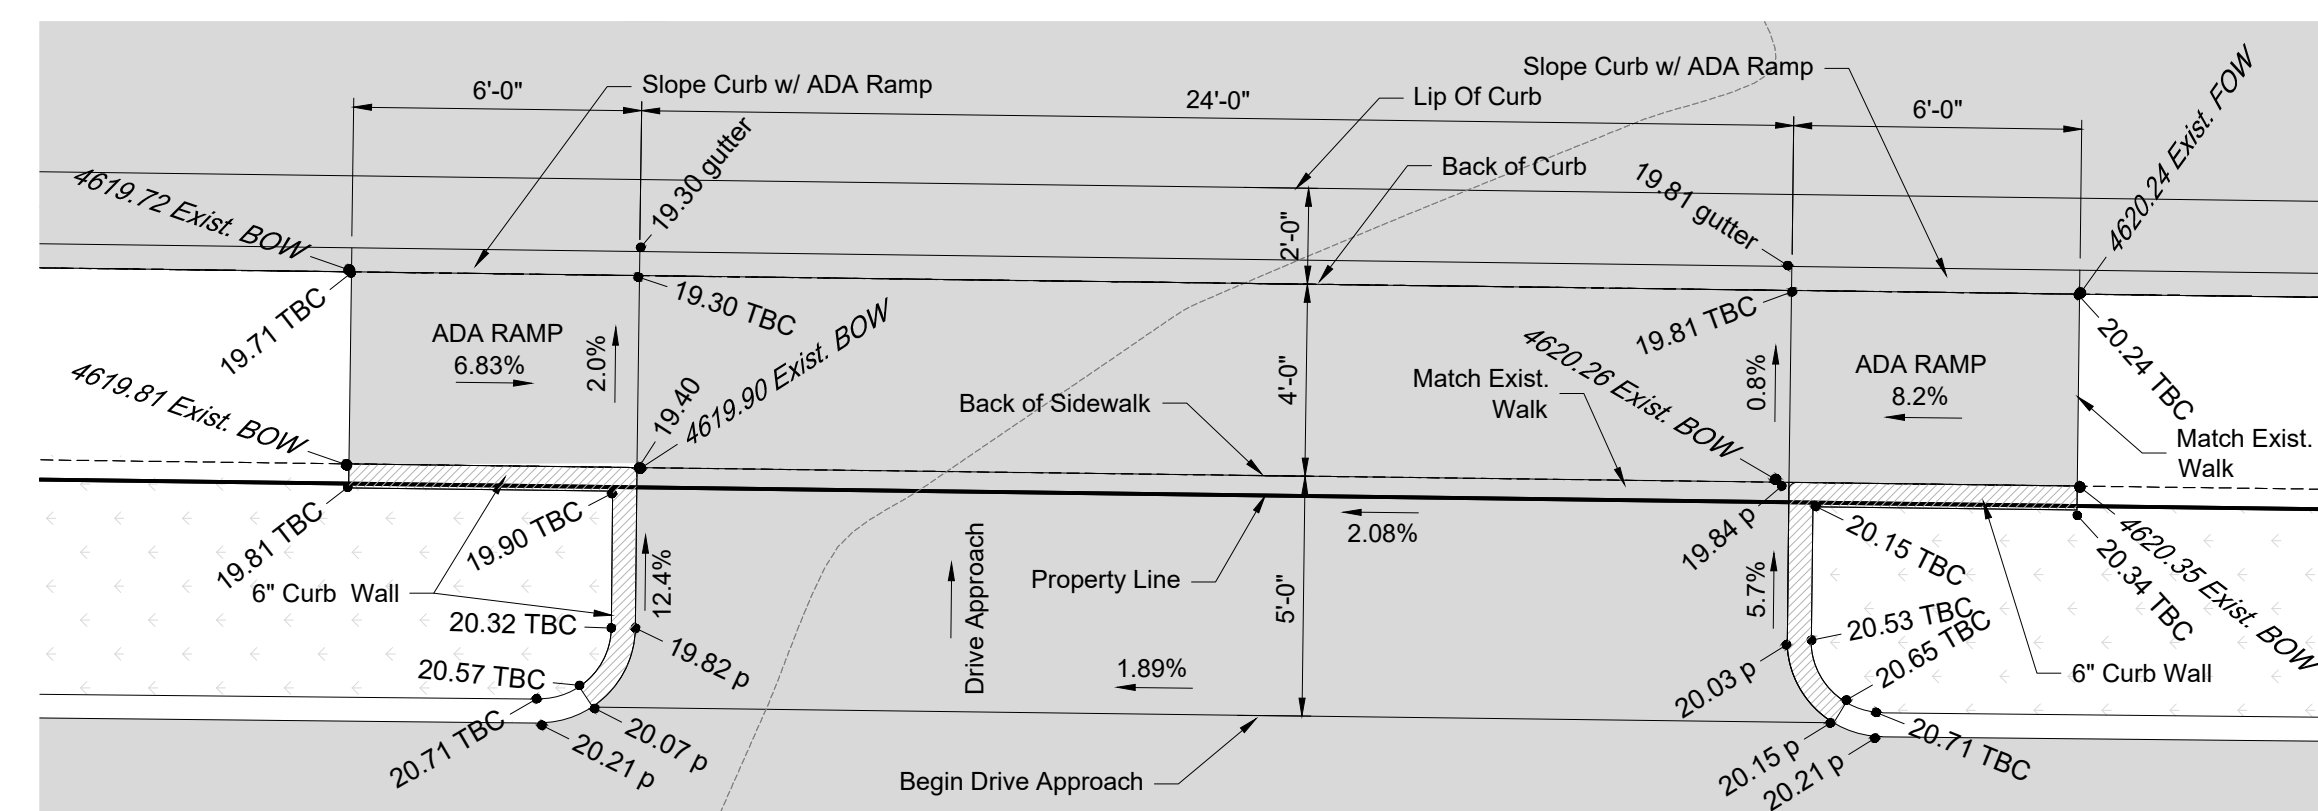 Slope Curb w/ ADA Ramp
6'-0"
Slope Curb w/ ADA Ramp
24'-0"
Lip Of Curb
6'-0"
4620.24 Exist. FOW
19.30 gutter
Back of Curb
4619.72 Exist. BOW
19.81 gutter
2'-0"
19.71 TBC
19.30 TBC
19.81 TBC
ADA RAMP
6.83%
2.0%
4619.90 Exist. BOW
4'-0"
4620.26 Exist. BOW
0.8%
ADA RAMP
8.2%
20.24 TBC
4619.81 Exist. BOW
19.40
Back of Sidewalk
Match Exist.
Walk
Match Exist.
Walk
19.81 TBC
19.90 TBC
2.08%
19.84 p
20.15 TBC
4620.35 Exist. BOW
20.34 TBC
6" Curb Wall
12.4%
Drive Approach
Property Line
5'-0"
5.7%
20.32 TBC
19.82 p
20.53 TBC
20.65 TBC
20.57 TBC
1.89%
20.03 p
6" Curb Wall
20.71 TBC
20.07 p
20.21 p
Begin Drive Approach
20.15 p
20.21 p
20.71 TBC